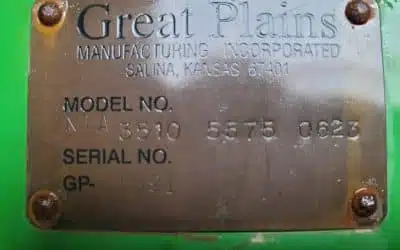 Great Plains
MANUFACTURING INCORPORATED
SALINA, KANSAS 67401
MODEL NO.
3510 5575 0623
SERIAL NO.
GP-